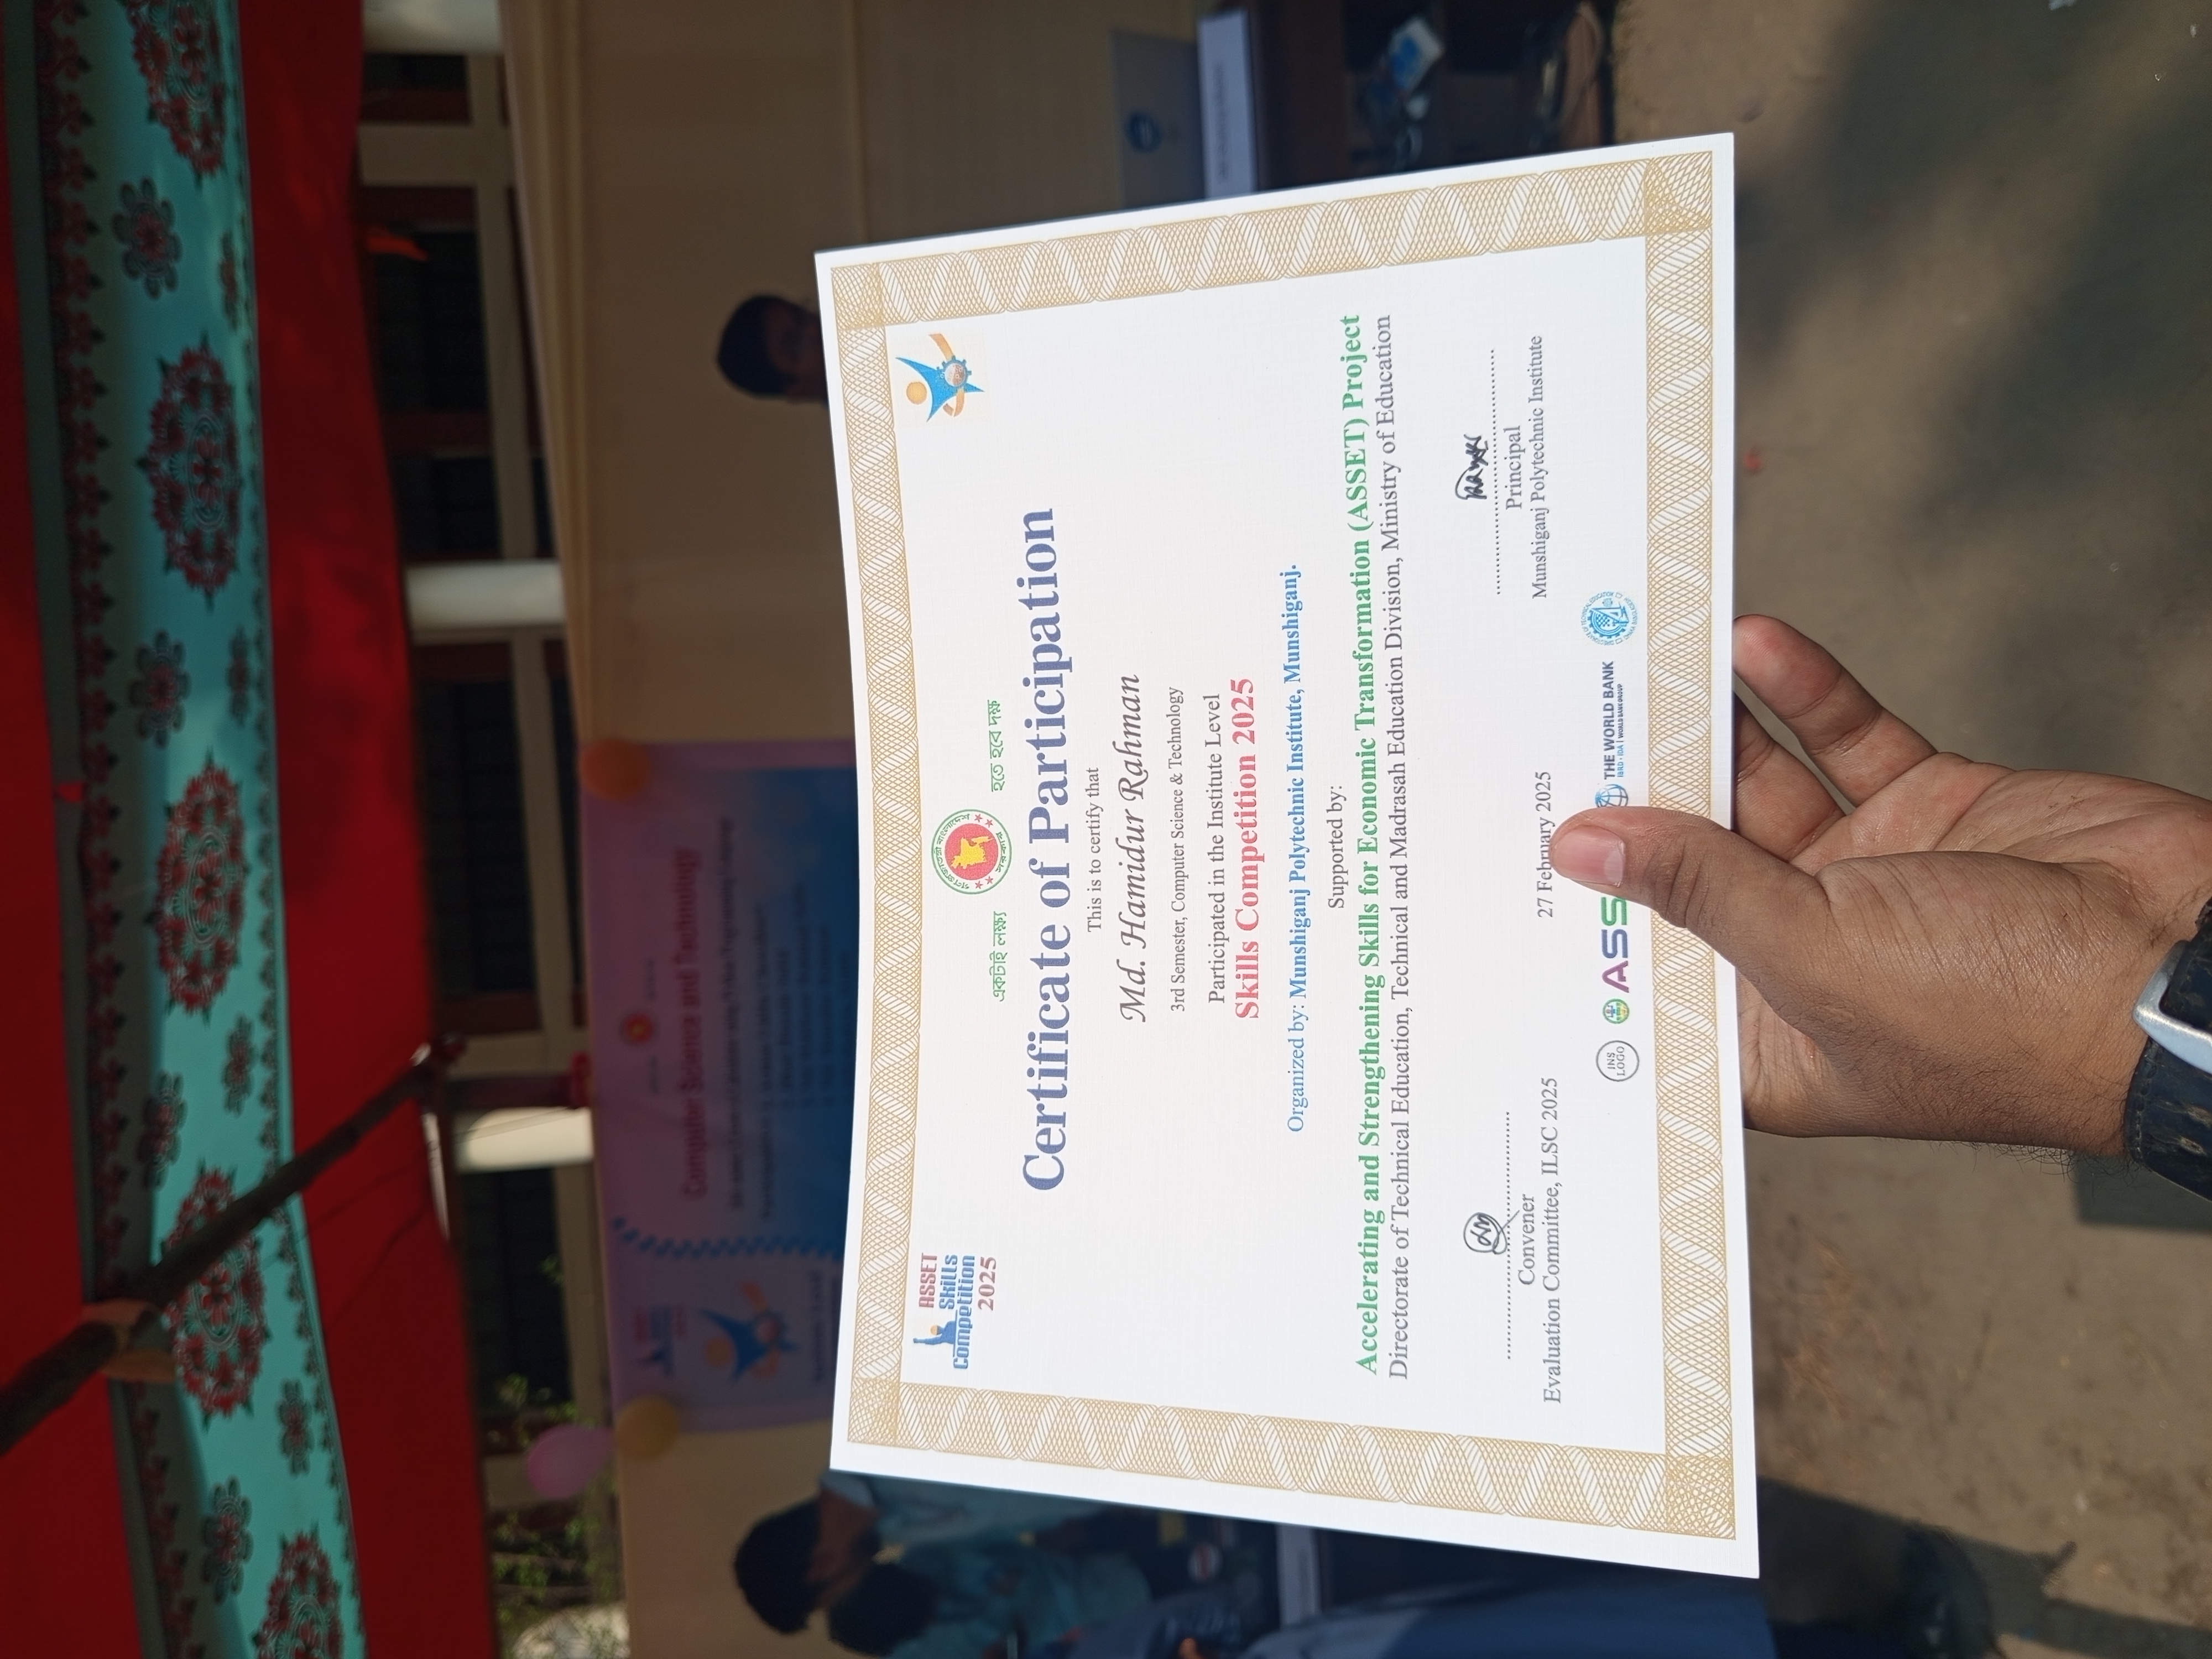 Computer Science and Technology
ASSET
Skills
Competition
2025
গণপ্রজাতন্ত্রী বাংলাদেশ
সরকার
একটাই লক্ষ্য
হতে হবে দক্ষ
Certificate of Participation
This is to certify that
Md. Hamidur Rahman
3rd Semester, Computer Science & Technology
Participated in the Institute Level
Skills Competition 2025
Organized by: Munshiganj Polytechnic Institute, Munshiganj.
Supported by:
Accelerating and Strengthening Skills for Economic Transformation (ASSET) Project
Directorate of Technical Education, Technical and Madrasah Education Division, Ministry of Education
Convener
Evaluation Committee, ILSC 2025
27 February 2025
Principal
Munshiganj Polytechnic Institute
INS
LOGO
ASS
THE WORLD BANK
IBRD • IDA | WORLD BANK GROUP